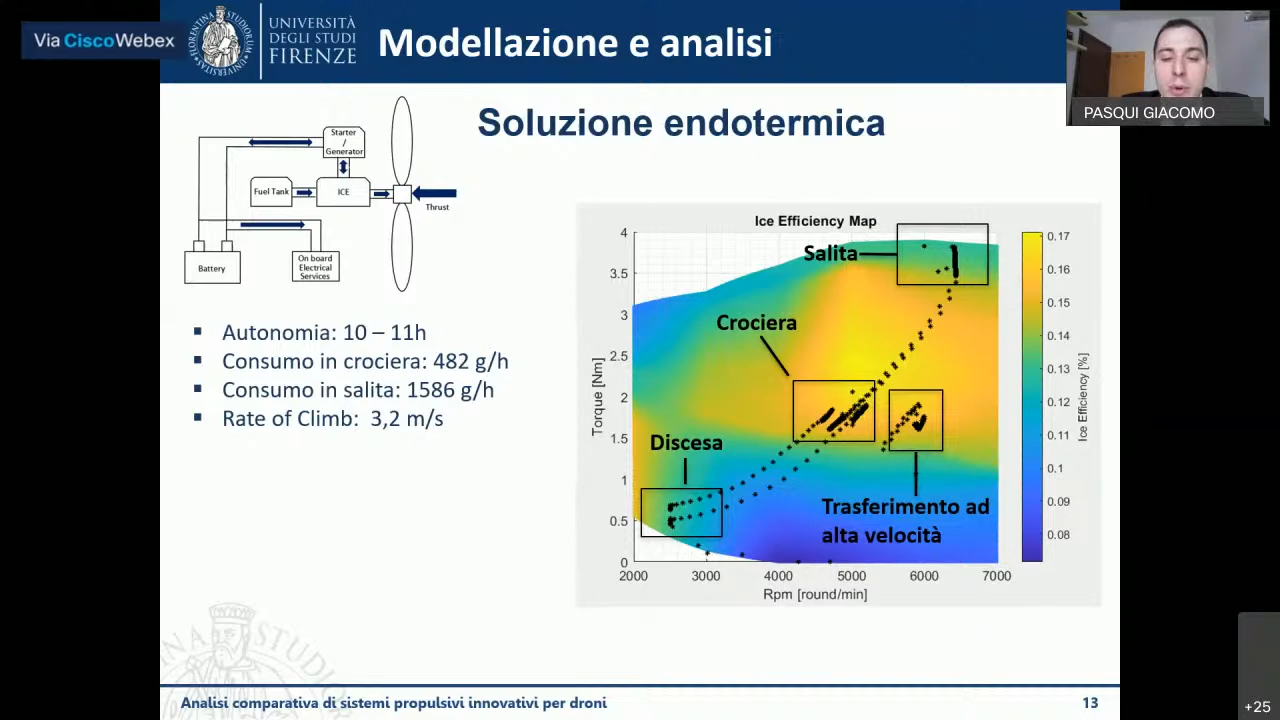 Via CiscoWebex
UNIVERSITÀ
DEGLI STUDI
FIRENZE
Modellazione e analisi
PASQUI GIACOMO
Soluzione endotermica
Starter
/
Generator
Fuel Tank
ICE
Thrust
Battery
On board
Electrical
Services
▪ Autonomia: 10 – 11h
▪ Consumo in crociera: 482 g/h
▪ Consumo in salita: 1586 g/h
▪ Rate of Climb: 3,2 m/s
Ice Efficiency Map
Salita
Crociera
Discesa
Trasferimento ad
alta velocità
Torque [Nm]
4
3.5
3
2.5
2
1.5
1
0.5
0
2000 3000 4000 5000 6000 7000
Rpm [round/min]
0.17
0.16
0.15
0.14
0.13
0.12
0.11
0.1
0.09
0.08
Ice Efficiency [%]
Analisi comparativa di sistemi propulsivi innovativi per droni
13
+25